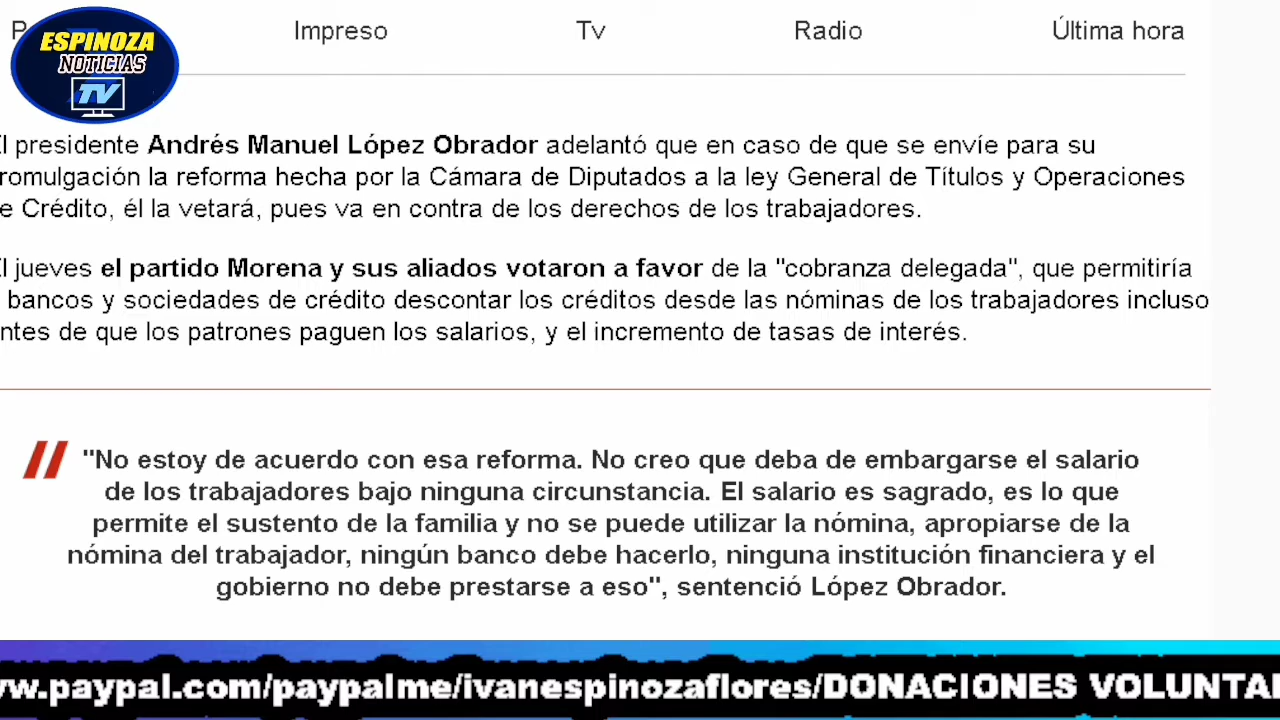 ESPINOZA
NOTICIAS
TV
Impreso
Tv
Radio
Última hora
El presidente Andrés Manuel López Obrador adelantó que en caso de que se envíe para su
romulgación la reforma hecha por la Cámara de Diputados a la ley General de Títulos y Operaciones
e Crédito, él la vetará, pues va en contra de los derechos de los trabajadores.
El jueves el partido Morena y sus aliados votaron a favor de la "cobranza delegada", que permitiría
bancos y sociedades de crédito descontar los créditos desde las nóminas de los trabajadores incluso
ntes de que los patrones paguen los salarios, y el incremento de tasas de interés.
"No estoy de acuerdo con esa reforma. No creo que deba de embargarse el salario
de los trabajadores bajo ninguna circunstancia. El salario es sagrado, es lo que
permite el sustento de la familia y no se puede utilizar la nómina, apropiarse de la
nómina del trabajador, ningún banco debe hacerlo, ninguna institución financiera y el
gobierno no debe prestarse a eso", sentenció López Obrador.
ww.paypal.com/paypalme/ivanespinozaflores/DONACIONES VOLUNTA